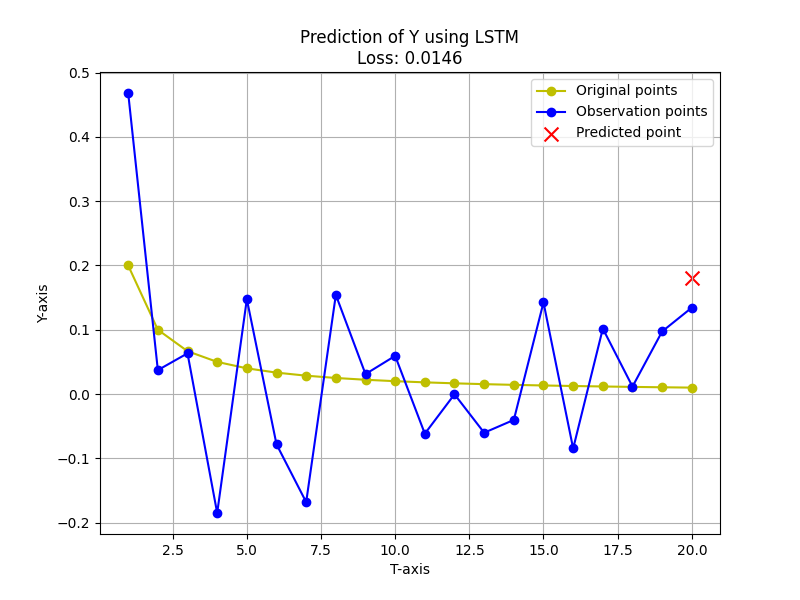 Prediction of Y using LSTM
Loss: 0.0146
Original points
Observation points
Predicted point
Y-axis
0.5
0.4
0.3
0.2
0.1
0.0
−0.1
−0.2
2.5 5.0 7.5 10.0 12.5 15.0 17.5 20.0
T-axis